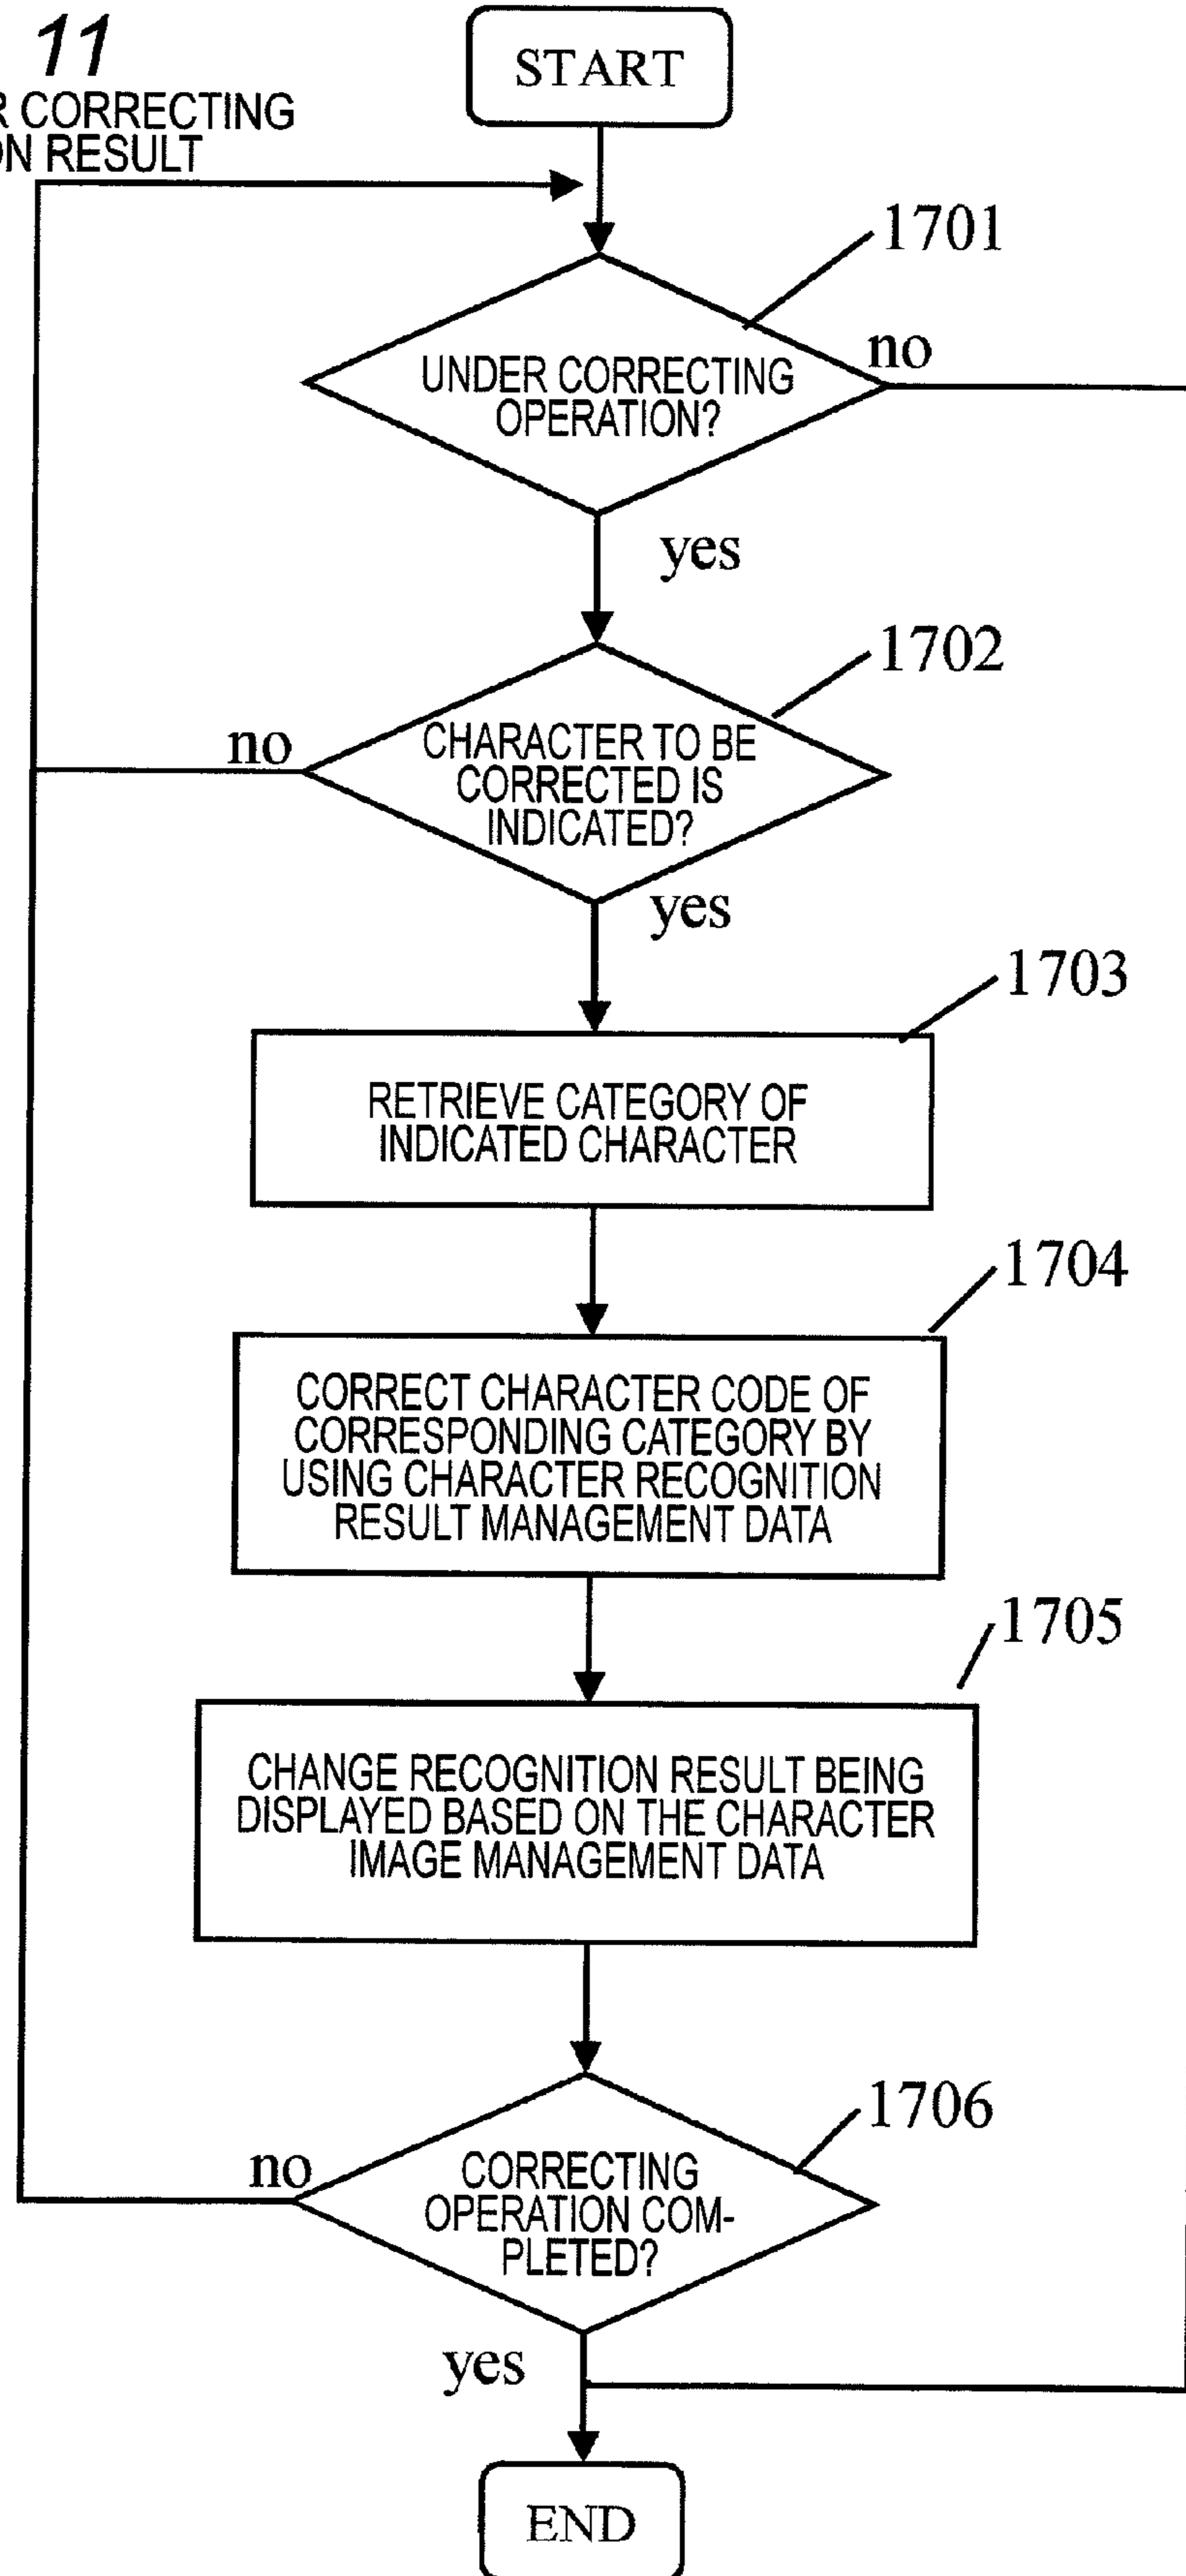 11
CORRECTING
RESULT
START
1701
no
UNDER CORRECTING
OPERATION?
yes
1702
no
CHARACTER TO BE
CORRECTED IS
INDICATED?
yes
1703
RETRIEVE CATEGORY OF
INDICATED CHARACTER
1704
CORRECT CHARACTER CODE OF
CORRESPONDING CATEGORY BY
USING CHARACTER RECOGNITION
RESULT MANAGEMENT DATA
1705
CHANGE RECOGNITION RESULT BEING
DISPLAYED BASED ON THE CHARACTER
IMAGE MANAGEMENT DATA
1706
no
CORRECTING
OPERATION COM-
PLETED?
yes
END